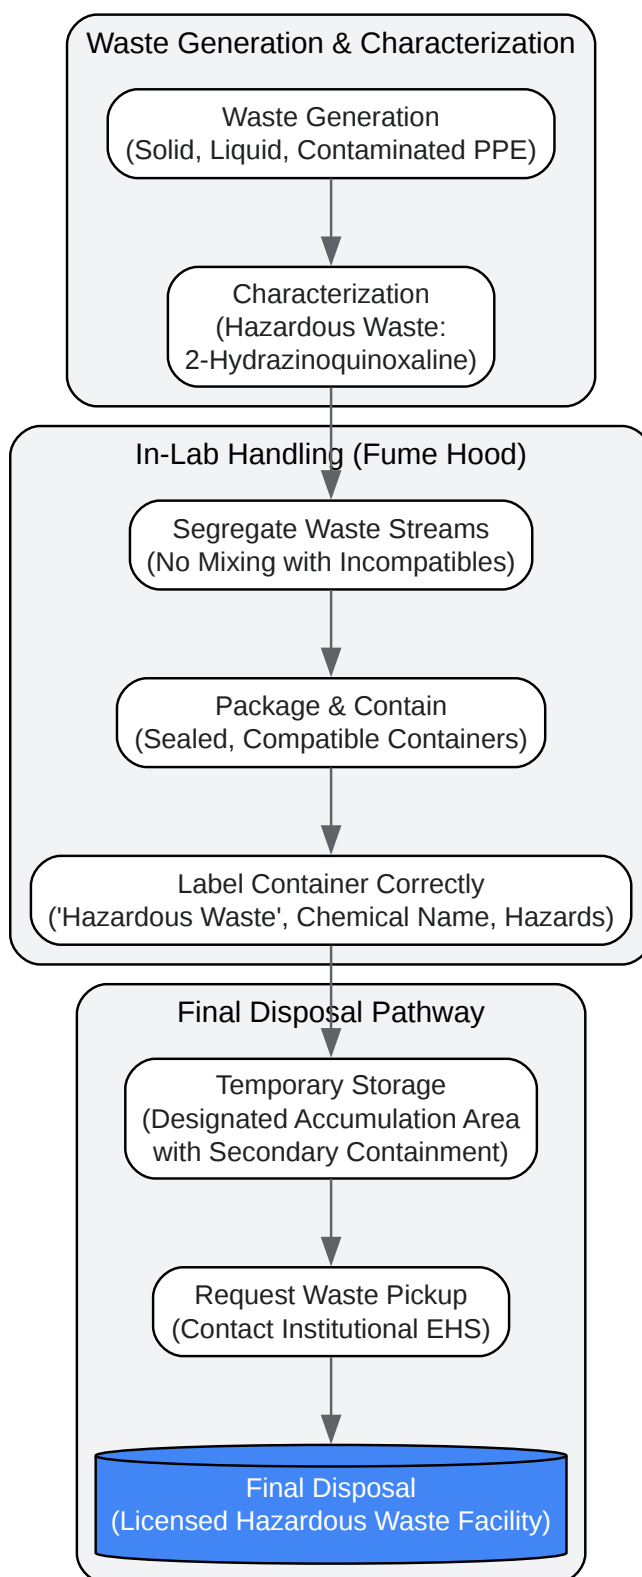 Waste Generation & Characterization
Waste Generation
(Solid, Liquid, Contaminated PPE)
Characterization
(Hazardous Waste:
2-Hydrazinoquinoxaline)
In-Lab Handling (Fume Hood)
Segregate Waste Streams
(No Mixing with Incompatibles)
Package & Contain
(Sealed, Compatible Containers)
Label Container Correctly
('Hazardous Waste', Chemical Name, Hazards)
Final Disposal Pathway
Temporary Storage
(Designated Accumulation Area
with Secondary Containment)
Request Waste Pickup
(Contact Institutional EHS)
Final Disposal
(Licensed Hazardous Waste Facility)